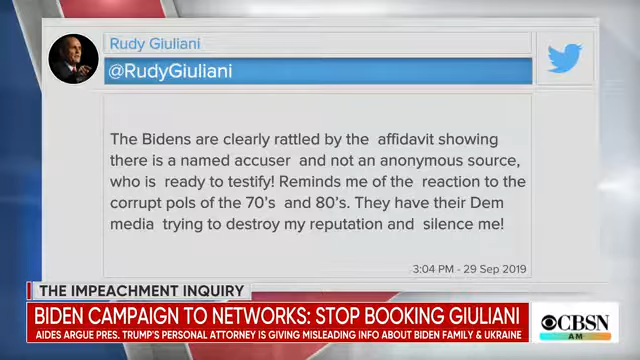 Rudy Giuliani
@RudyGiuliani
The Bidens are clearly rattled by the affidavit showing
there is a named accuser and not an anonymous source,
who is ready to testify! Reminds me of the reaction to the
corrupt pols of the 70's and 80's. They have their Dem
media trying to destroy my reputation and silence me!
3:04 PM - 29 Sep 2019
THE IMPEACHMENT INQUIRY
BIDEN CAMPAIGN TO NETWORKS: STOP BOOKING GIULIANI
AIDES ARGUE PRES. TRUMP'S PERSONAL ATTORNEY IS GIVING MISLEADING INFO ABOUT BIDEN FAMILY & UKRAINE
CBSN
AM